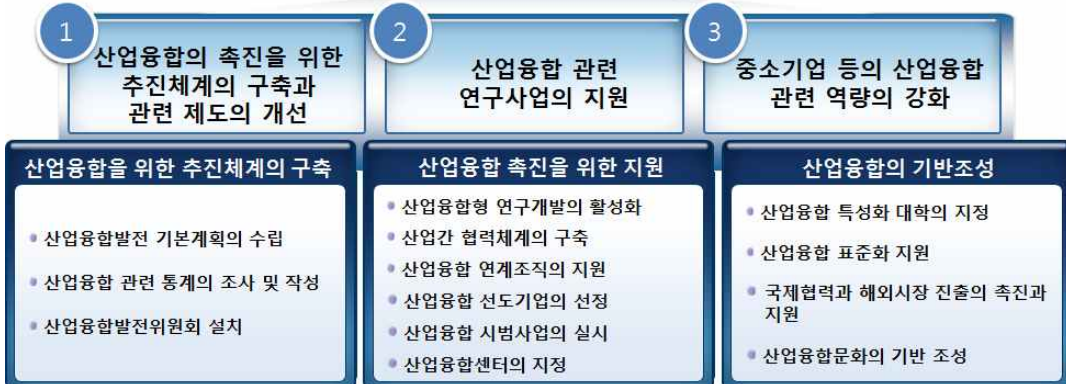 1
산업융합의 촉진을 위한
추진체계의 구축과
관련 제도의 개선
2
산업융합 관련
연구사업의 지원
3
중소기업 등의 산업융합
관련 역량의 강화
산업융합을 위한 추진체계의 구축
• 산업융합발전 기본계획의 수립
• 산업융합 관련 통계의 조사 및 작성
• 산업융합발전위원회 설치
산업융합 촉진을 위한 지원
• 산업융합형 연구개발의 활성화
• 산업간 협력체계의 구축
• 산업융합 연계조직의 지원
• 산업융합 선도기업의 선정
• 산업융합 시범사업의 실시
• 산업융합센터의 지정
산업융합의 기반조성
• 산업융합 특성화 대학의 지정
• 산업융합 표준화 지원
• 국제협력과 해외시장 진출의 촉진과
지원
• 산업융합문화의 기반 조성